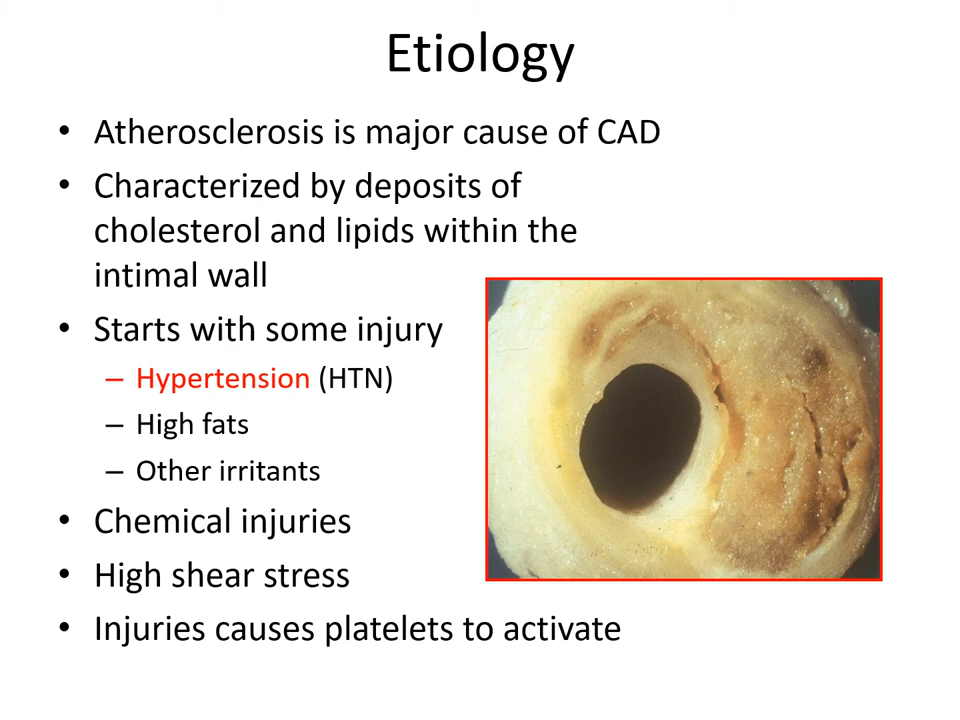 Etiology
• Atherosclerosis is major cause of CAD
• Characterized by deposits of
cholesterol and lipids within the
intimal wall
• Starts with some injury
– Hypertension (HTN)
– High fats
– Other irritants
• Chemical injuries
• High shear stress
• Injuries causes platelets to activate